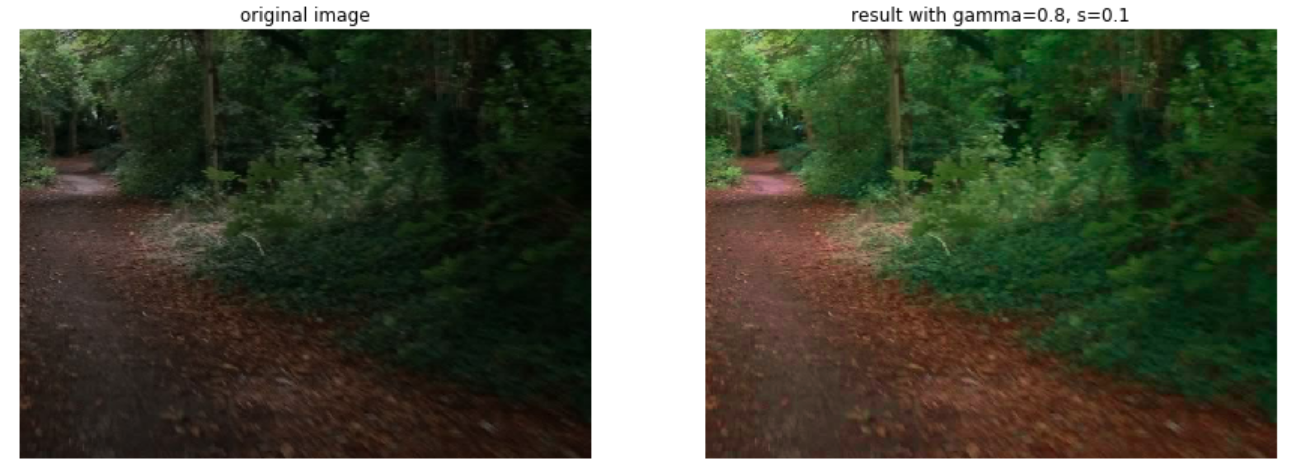 original image
result with gamma=0.8, s=0.1